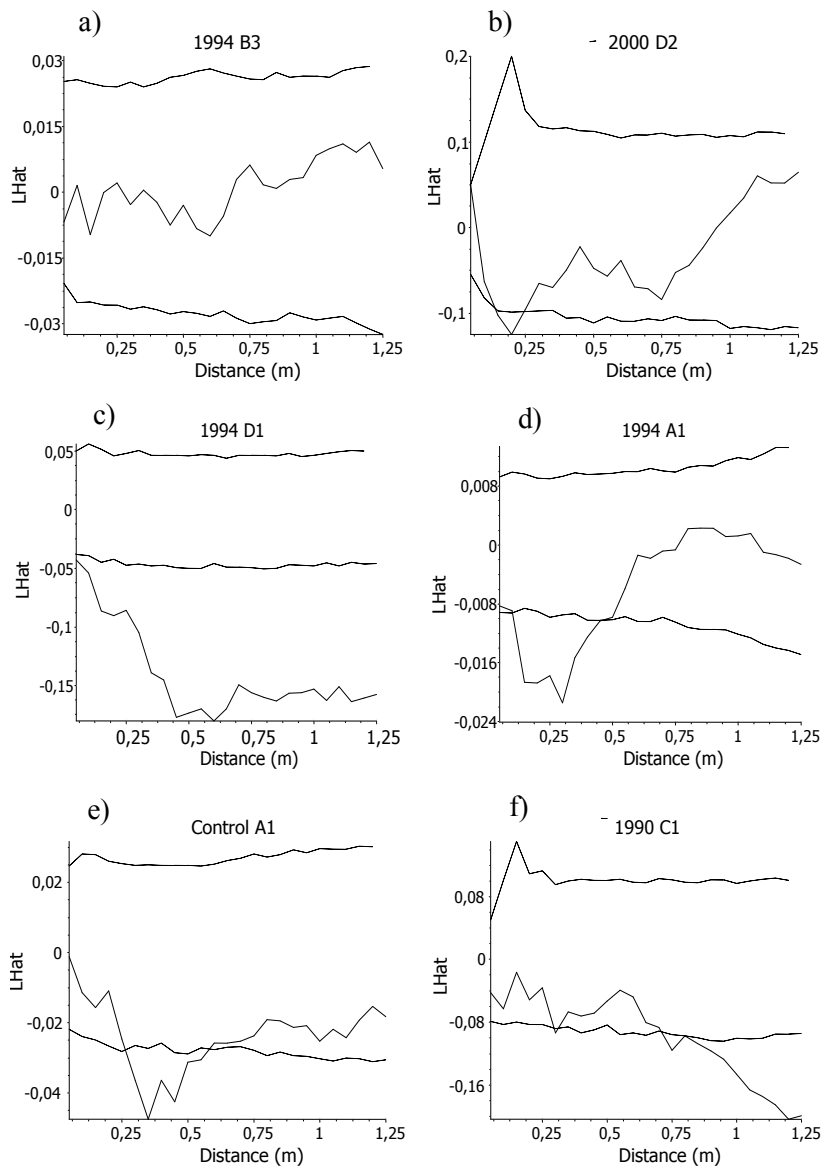 a)
1994 B3
0,03
0,015
0
-0,015
-0,03
LHat
0,25 0,5 0,75 1 1,25
Distance (m)
b)
2000 D2
0,2
0,1
0
-0,1
LHat
0,25 0,5 0,75 1 1,25
Distance (m)
c)
1994 D1
0,05
0
-0,05
-0,1
-0,15
LHat
0,25 0,5 0,75 1 1,25
Distance (m)
d)
1994 A1
0,008
0
-0,008
-0,016
-0,024
LHat
0,25 0,5 0,75 1 1,25
Distance (m)
e)
Control A1
0,02
0
-0,02
-0,04
LHat
0,25 0,5 0,75 1 1,25
Distance (m)
f)
1990 C1
0,08
0
-0,08
-0,16
LHat
0,25 0,5 0,75 1 1,25
Distance (m)